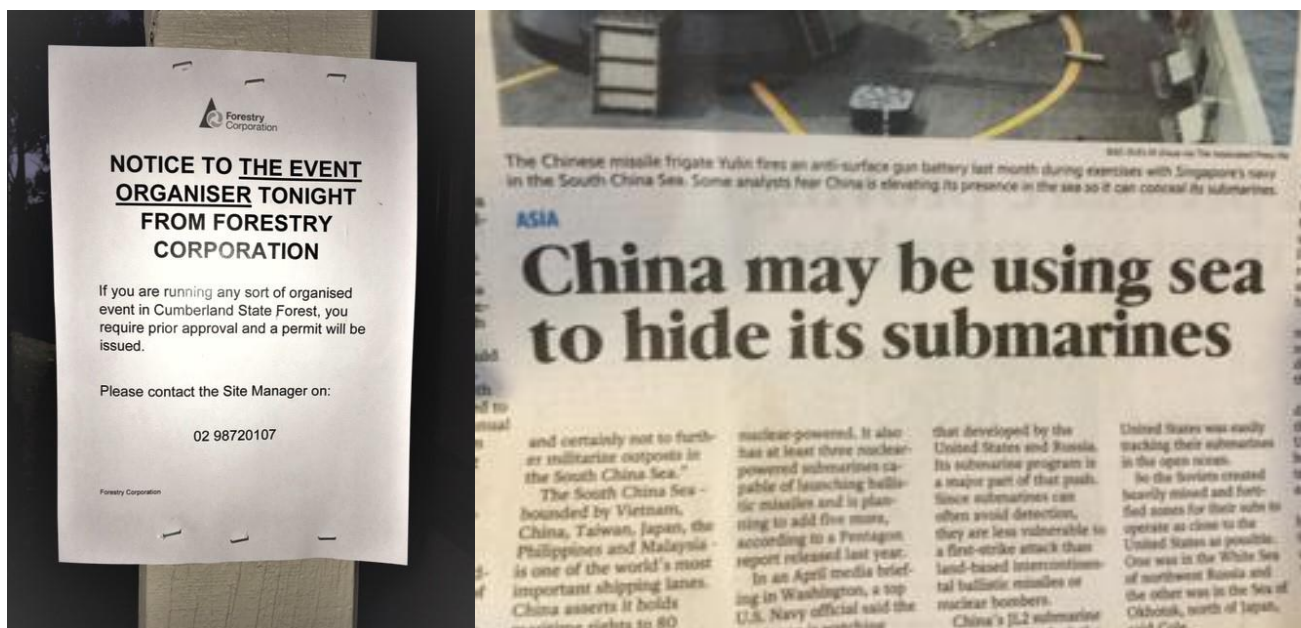 Forestry
Corporation
NOTICE TO THE EVENT
ORGANISER TONIGHT
FROM FORESTRY
CORPORATION
If you are running any sort of organised
event in Cumberland State Forest, you
require prior approval and a permit will be
issued.
Please contact the Site Manager on:
02 98720107
Forestry Corporation
The Chinese missile frigate Yulin fires an anti-surface gun battery last month during exercises with Singapore's navy
in the South China Sea. Some analysts fear China is elevating its presence in the sea so it can conceal its submarines.
ASIA
China may be using sea
to hide its submarines
and certainly not to furth-
er militarize outposts in
the South China Sea."
The South China Sea –
bounded by Vietnam,
China, Taiwan, Japan, the
Philippines and Malaysia –
is one of the world's most
important shipping lanes.
China asserts it holds
rights to 80
nuclear-powered. It also
has at least three nuclear-
powered submarines ca-
pable of launching ballis-
tic missiles and is plan-
ning to add five more,
according to a Pentagon
report released last year.
In an April media brief-
ing in Washington, a top
U.S. Navy official said the
that developed by the
United States and Russia.
Its submarine program is
a major part of that push.
Since submarines can
often avoid detection,
they are less vulnerable to
a first-strike attack than
land-based interconti­nen-
tal ballistic missiles or
nuclear bombers.
China's JL2 submarine
United States was easily
tracking their submarines
in the open ocean.
So the Soviets created
heavily mined and forti-
fied zones for their subs to
operate as close to the
United States as possible.
One was in the White Sea
of northwest Russia and
the other was in the Sea of
Okhotsk, north of Japan,
said Cole.